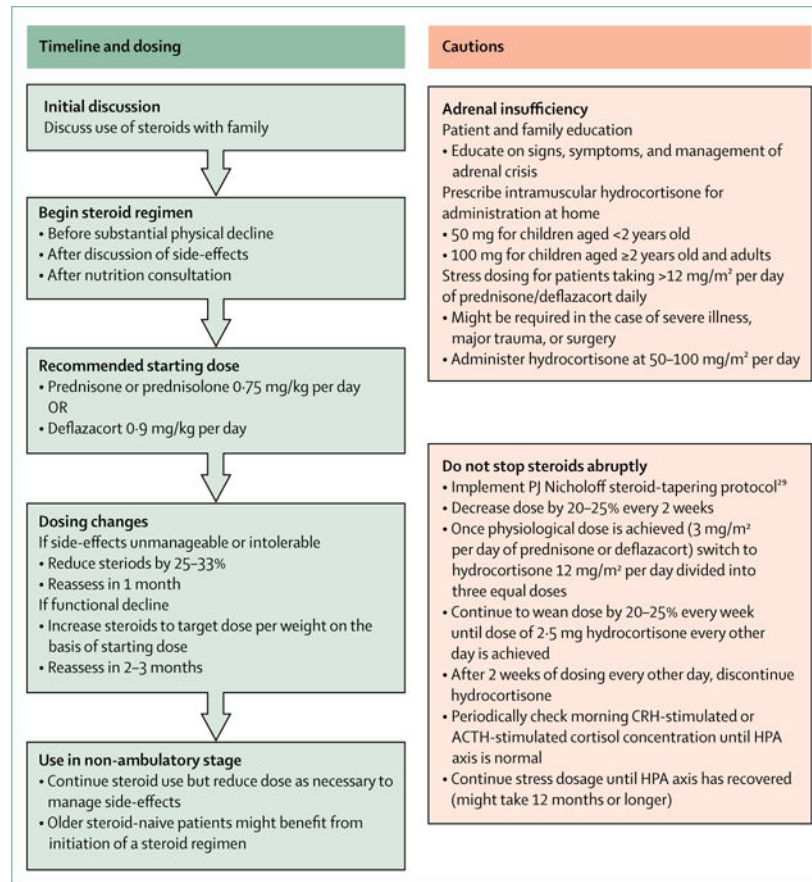 Timeline and dosing
Initial discussion
Discuss use of steroids with family
Begin steroid regimen
• Before substantial physical decline
• After discussion of side-effects
• After nutrition consultation
Recommended starting dose
• Prednisone or prednisolone 0·75 mg/kg per day
OR
• Deflazacort 0·9 mg/kg per day
Dosing changes
If side-effects unmanageable or intolerable
• Reduce steriods by 25–33%
• Reassess in 1 month
If functional decline
• Increase steroids to target dose per weight on the
basis of starting dose
• Reassess in 2–3 months
Use in non-ambulatory stage
• Continue steroid use but reduce dose as necessary to
manage side-effects
• Older steroid-naive patients might benefit from
initiation of a steroid regimen
Cautions
Adrenal insufficiency
Patient and family education
• Educate on signs, symptoms, and management of
adrenal crisis
Prescribe intramuscular hydrocortisone for
administration at home
• 50 mg for children aged <2 years old
• 100 mg for children aged ≥2 years old and adults
Stress dosing for patients taking >12 mg/m² per day
of prednisone/deflazacort daily
• Might be required in the case of severe illness,
major trauma, or surgery
• Administer hydrocortisone at 50–100 mg/m² per day
Do not stop steroids abruptly
• Implement PJ Nicholoff steroid-tapering protocol²⁹
• Decrease dose by 20–25% every 2 weeks
• Once physiological dose is achieved (3 mg/m²
per day of prednisone or deflazacort) switch to
hydrocortisone 12 mg/m² per day divided into
three equal doses
• Continue to wean dose by 20–25% every week
until dose of 2·5 mg hydrocortisone every other
day is achieved
• After 2 weeks of dosing every other day, discontinue
hydrocortisone
• Periodically check morning CRH-stimulated or
ACTH-stimulated cortisol concentration until HPA
axis is normal
• Continue stress dosage until HPA axis has recovered
(might take 12 months or longer)